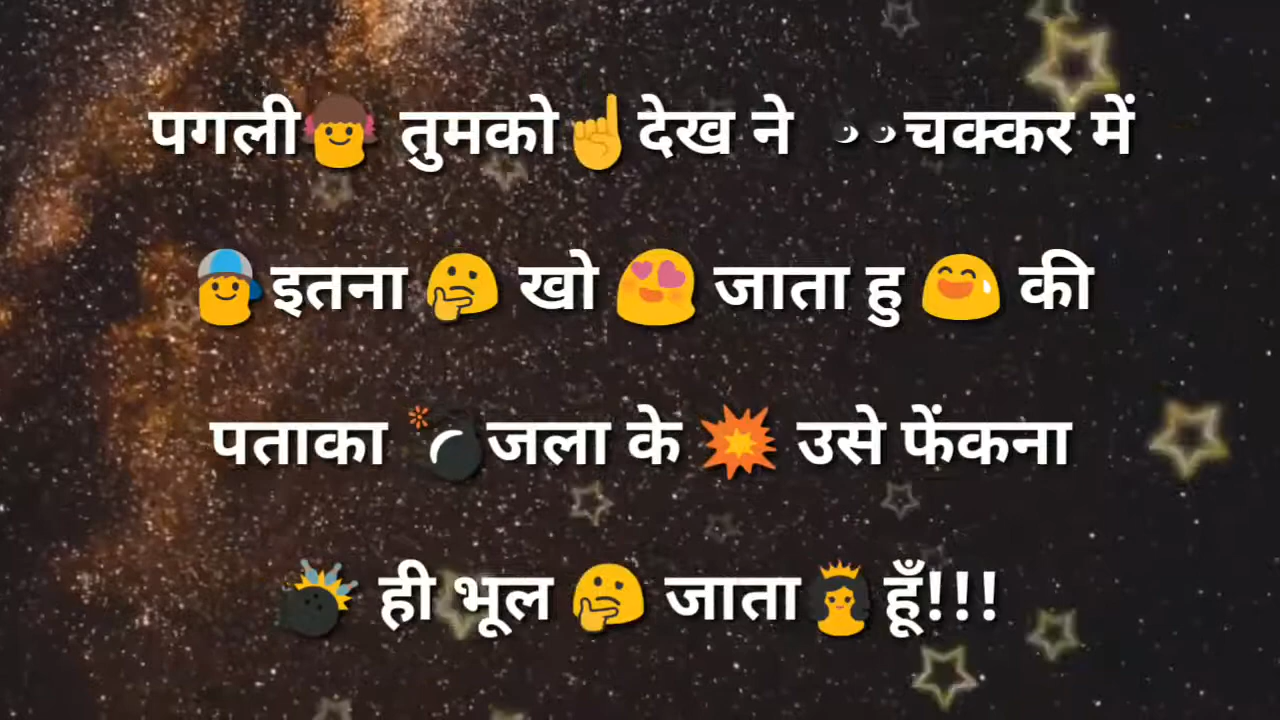 पगली तुमको देख ने चक्कर में
इतना खो जाता हु की
पताका जला के उसे फेंकना
ही भूल जाता हूँ!!!